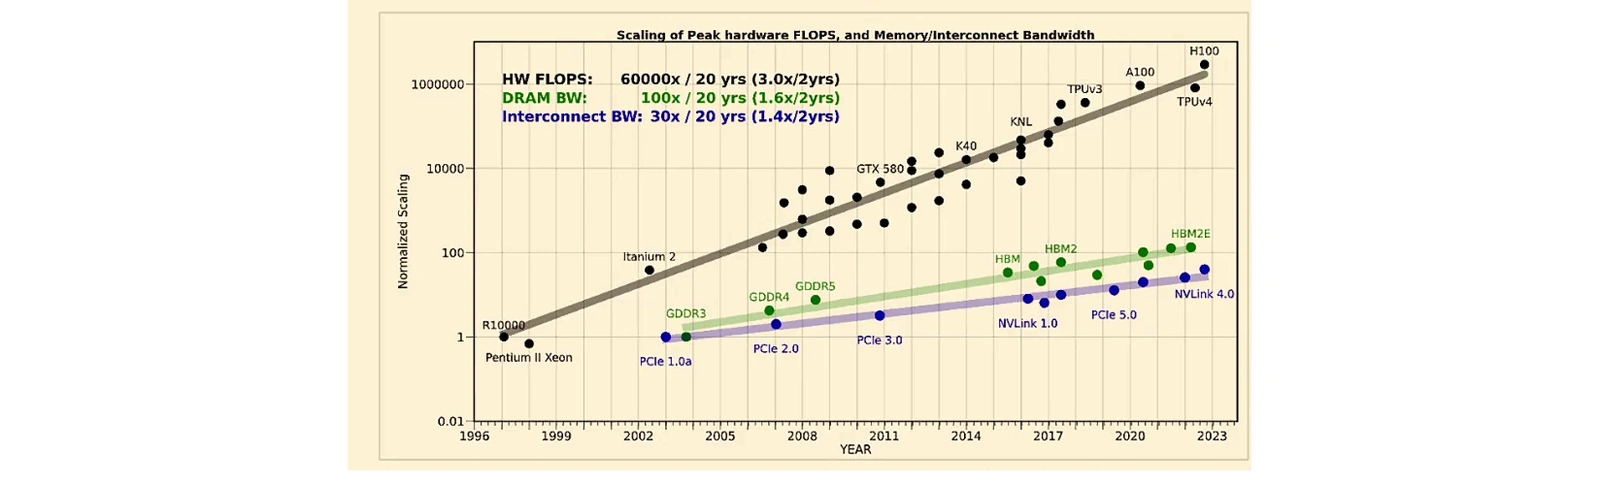 Scaling of Peak hardware FLOPS, and Memory/Interconnect Bandwidth
HW FLOPS: 60000x / 20 yrs (3.0x/2yrs)
DRAM BW: 100x / 20 yrs (1.6x/2yrs)
Interconnect BW: 30x / 20 yrs (1.4x/2yrs)
H100
A100
TPUv3
TPUv4
KNL
K40
GTX 580
Itanium 2
R10000
Pentium II Xeon
HBM2E
HBM2
HBM
GDDR5
GDDR4
GDDR3
NVLink 4.0
PCIe 5.0
NVLink 1.0
PCIe 3.0
PCIe 2.0
PCIe 1.0a
Normalized Scaling
1000000
10000
100
1
0.01
1996 1999 2002 2005 2008 2011 2014 2017 2020 2023
YEAR